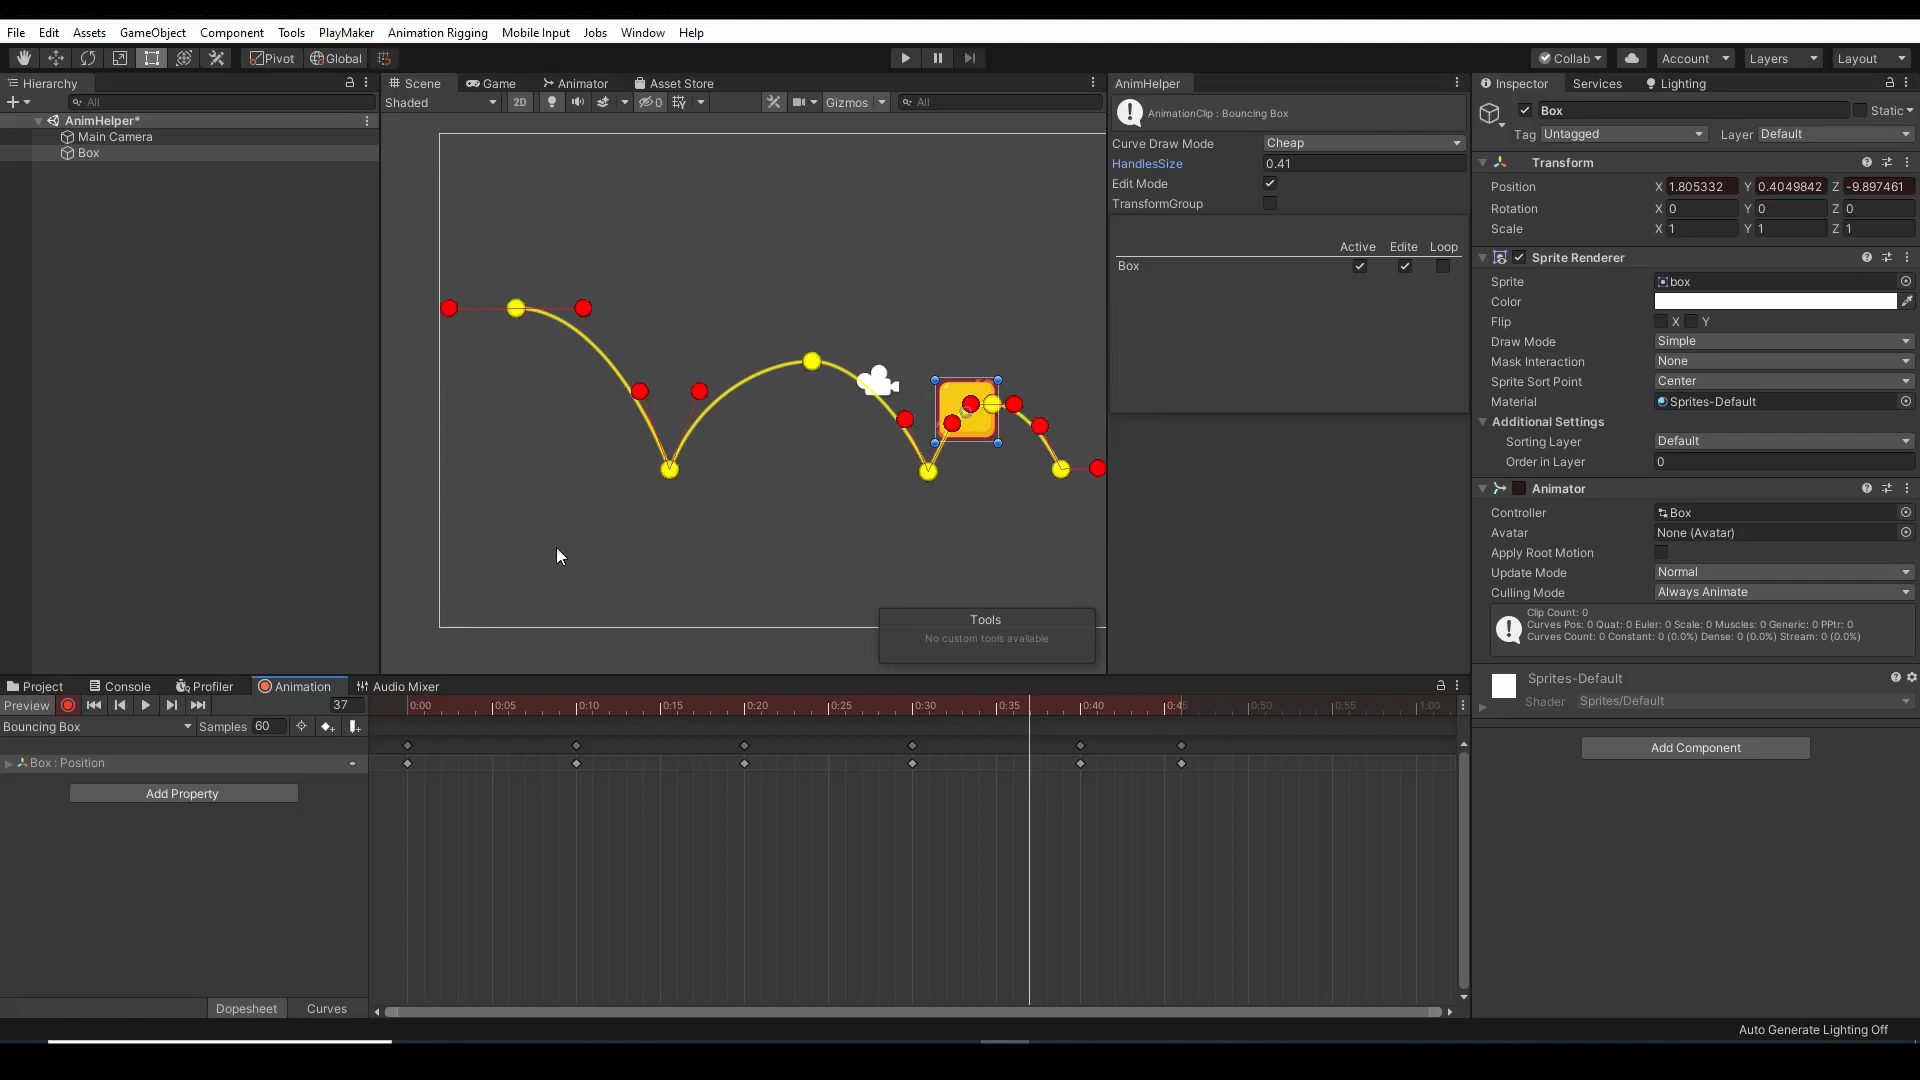 File Edit Assets GameObject Component Tools PlayMaker Animation Rigging Mobile Input Jobs Window Help
Pivot Global Collab Account Layers Layout
Hierarchy
All
AnimHelper*
Main Camera
Box
Scene Game Animator Asset Store
Shaded 2D 0 Gizmos All
Tools
No custom tools available
AnimHelper
AnimationClip : Bouncing Box
Curve Draw Mode Cheap
HandlesSize 0.41
Edit Mode
TransformGroup
Active Edite Loop
Box
Inspector Services Lighting
Box Static
Tag Untagged Layer Default
Transform
Position X 1.805332 Y 0.4049842 Z -9.897461
Rotation X 0 Y 0 Z 0
Scale X 1 Y 1 Z 1
Sprite Renderer
Sprite box
Color
Flip X Y
Draw Mode Simple
Mask Interaction None
Sprite Sort Point Center
Material Sprites-Default
Additional Settings
Sorting Layer Default
Order in Layer 0
Animator
Controller Box
Avatar None (Avatar)
Apply Root Motion
Update Mode Normal
Culling Mode Always Animate
Clip Count: 0
Curves Pos: 0 Quat: 0 Euler: 0 Scale: 0 Muscles: 0 Generic: 0 PPtr: 0
Curves Count: 0 Constant: 0 (0.0%) Dense: 0 (0.0%) Stream: 0 (0.0%)
Sprites-Default
Shader Sprites/Default
Add Component
Project Console Profiler Animation Audio Mixer
Preview 37 0:00 0:05 0:10 0:15 0:20 0:25 0:30 0:35 0:40 0:45 0:50 0:55 1:00
Bouncing Box Samples 60
Box : Position
Add Property
Dopesheet Curves
Auto Generate Lighting Off